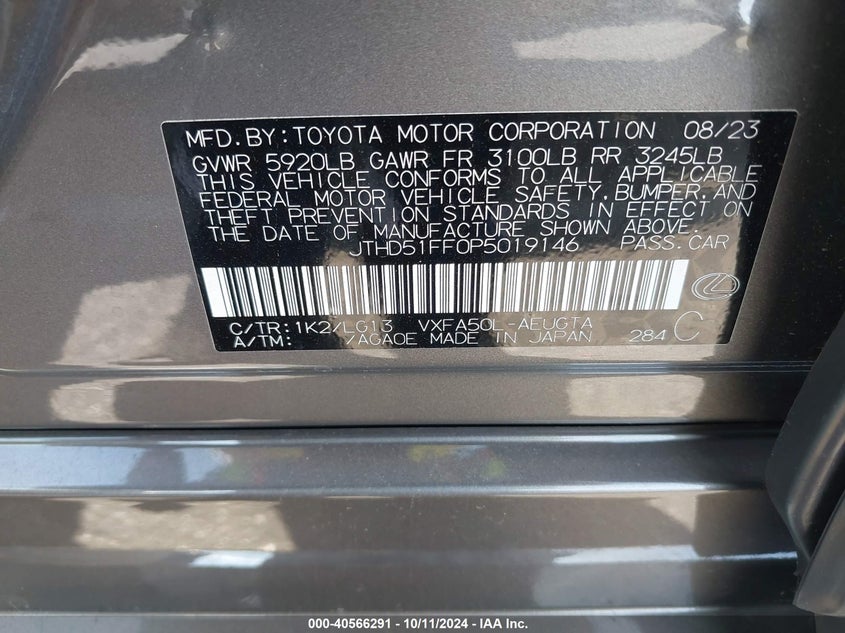 MFD.BY:TOYOTA MOTOR CORPORATION 08/23
GVWR 5920LB GAWR FR 3100LB RR 3245LB
THIS VEHICLE CONFORMS TO ALL APPLICABLE
FEDERAL MOTOR VEHICLE SAFETY,BUMPER,AND
THEFT PREVENTION STANDARDS IN EFFECT ON
THE DATE OF MANUFACTURE SHOWN ABOVE.
JTHD51FF0P5019146 PASS.CAR
C/TR:1K2/LG13 VXFA50L-AEUGTA
A/TM: /AGA0E MADE IN JAPAN 284 C
000-40566291 - 10/11/2024 - IAA Inc.